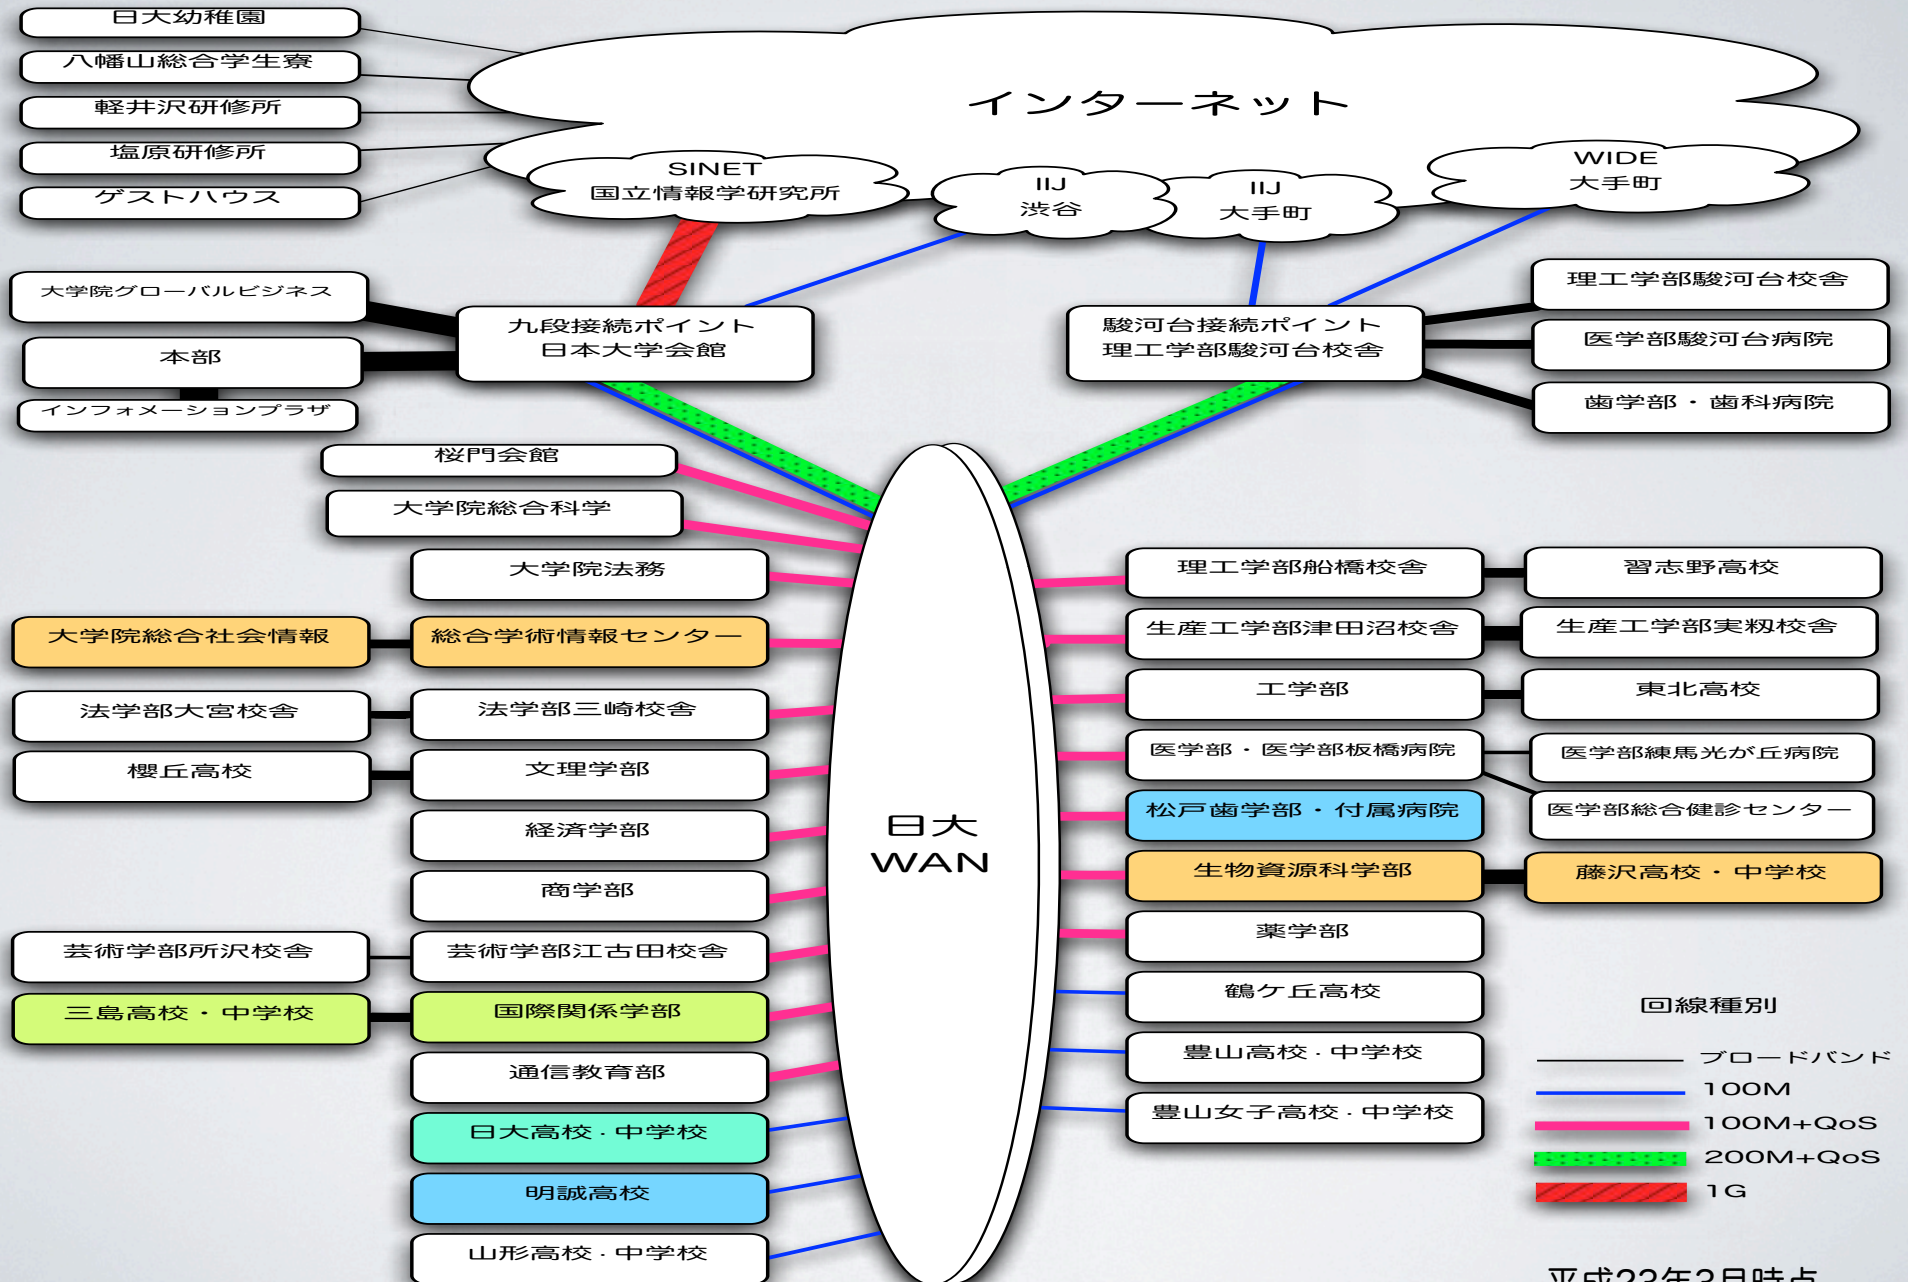 日大幼稚園
八幡山総合学生寮
軽井沢研修所
塩原研修所
ゲストハウス
インターネット
SINET
国立情報学研究所
IIJ
渋谷
IIJ
大手町
WIDE
大手町
大学院グローバルビジネス
本部
インフォメーションプラザ
九段接続ポイント
日本大学会館
駿河台接続ポイント
理工学部駿河台校舎
理工学部駿河台校舎
医学部駿河台病院
歯学部・歯科病院
桜門会館
大学院総合科学
大学院法務
大学院総合社会情報
総合学術情報センター
法学部大宮校舎
法学部三崎校舎
櫻丘高校
文理学部
経済学部
商学部
芸術学部所沢校舎
芸術学部江古田校舎
三島高校・中学校
国際関係学部
通信教育部
日大高校・中学校
明誠高校
山形高校・中学校
日大
WAN
理工学部船橋校舎
習志野高校
生産工学部津田沼校舎
生産工学部実籾校舎
工学部
東北高校
医学部・医学部板橋病院
医学部練馬光が丘病院
医学部総合健診センター
松戸歯学部・付属病院
生物資源科学部
藤沢高校・中学校
薬学部
鶴ケ丘高校
豊山高校・中学校
豊山女子高校・中学校
回線種別
ブロードバンド
100M
100M+QoS
200M+QoS
1G
平成23年3月時点